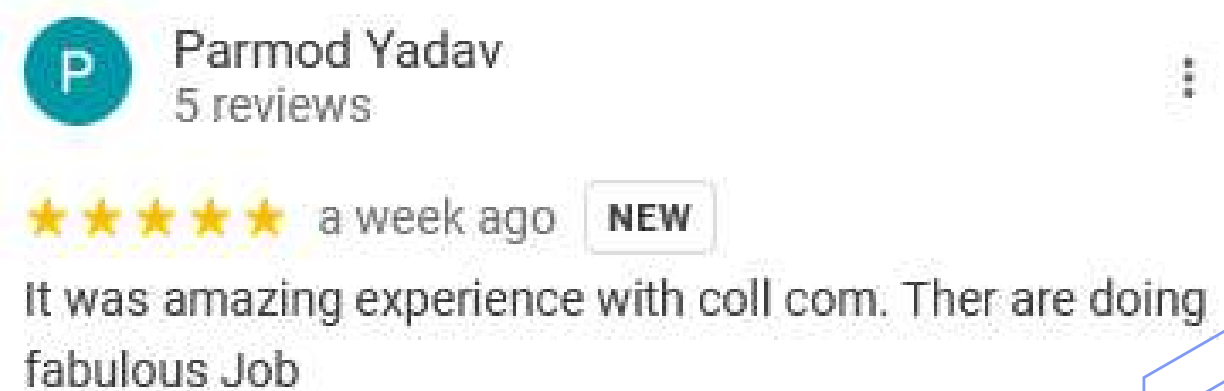 P
Parmod Yadav
5 reviews
a week ago NEW
It was amazing experience with coll com. Ther are doing
fabulous Job